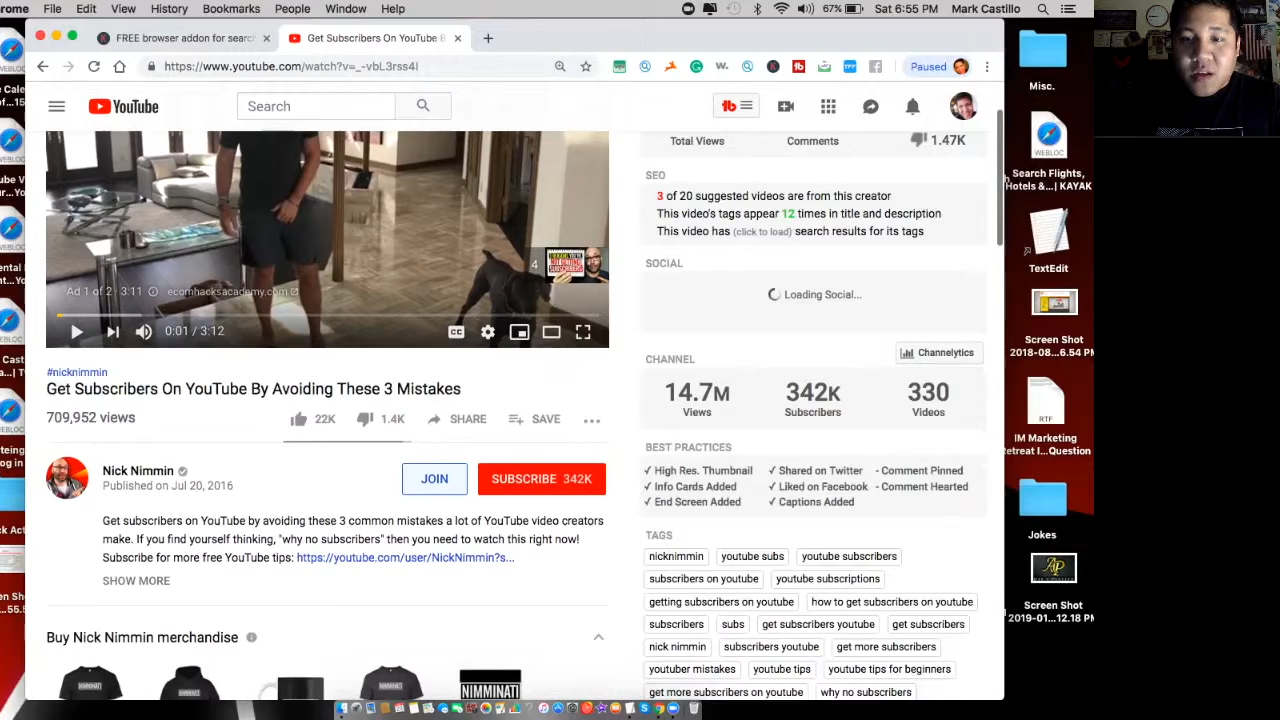 Chrome File Edit View History Bookmarks People Window Help 67% Sat 6:55 PM Mark Castillo
FREE browser addon for searc
Get Subscribers On YouTube B
https://www.youtube.com/watch?v=_-vbL3rss4I
Paused
YouTube
Search
Total Views
Comments
1.47K
SEO
3 of 20 suggested videos are from this creator
This video's tags appear 12 times in title and description
This video has (click to load) search results for its tags
SOCIAL
Loading Social...
4
Ad 1 of 2 · 3:11 ecomhacksacademy.com
0:01 / 3:12
CC
#nicknimmin
Get Subscribers On YouTube By Avoiding These 3 Mistakes
709,952 views
22K
1.4K
SHARE
SAVE
Nick Nimmin
Published on Jul 20, 2016
JOIN
SUBSCRIBE 342K
Get subscribers on YouTube by avoiding these 3 common mistakes a lot of YouTube video creators
make. If you find yourself thinking, "why no subscribers" then you need to watch this right now!
Subscribe for more free YouTube tips: https://youtube.com/user/NickNimmin?s...
SHOW MORE
Buy Nick Nimmin merchandise
NIMMINATI
CHANNEL
Channelytics
14.7M
Views
342K
Subscribers
330
Videos
BEST PRACTICES
✓ High Res. Thumbnail ✓ Shared on Twitter - Comment Pinned
✓ Info Cards Added ✓ Liked on Facebook - Comment Hearted
✓ End Screen Added ✓ Captions Added
TAGS
nicknimmin youtube subs youtube subscribers
subscribers on youtube youtube subscriptions
getting subscribers on youtube how to get subscribers on youtube
subscribers subs get subscribers youtube get subscribers
nick nimmin subscribers youtube get more subscribers
youtuber mistakes youtube tips youtube tips for beginners
get more subscribers on youtube why no subscribers
Misc.
WEBLOC
Search Flights,
Hotels &...| KAYAK
TextEdit
Screen Shot
2018-08...6.54 PM
RTF
IM Marketing
Retreat I...Question
Jokes
AP
Screen Shot
2019-01...12.18 PM